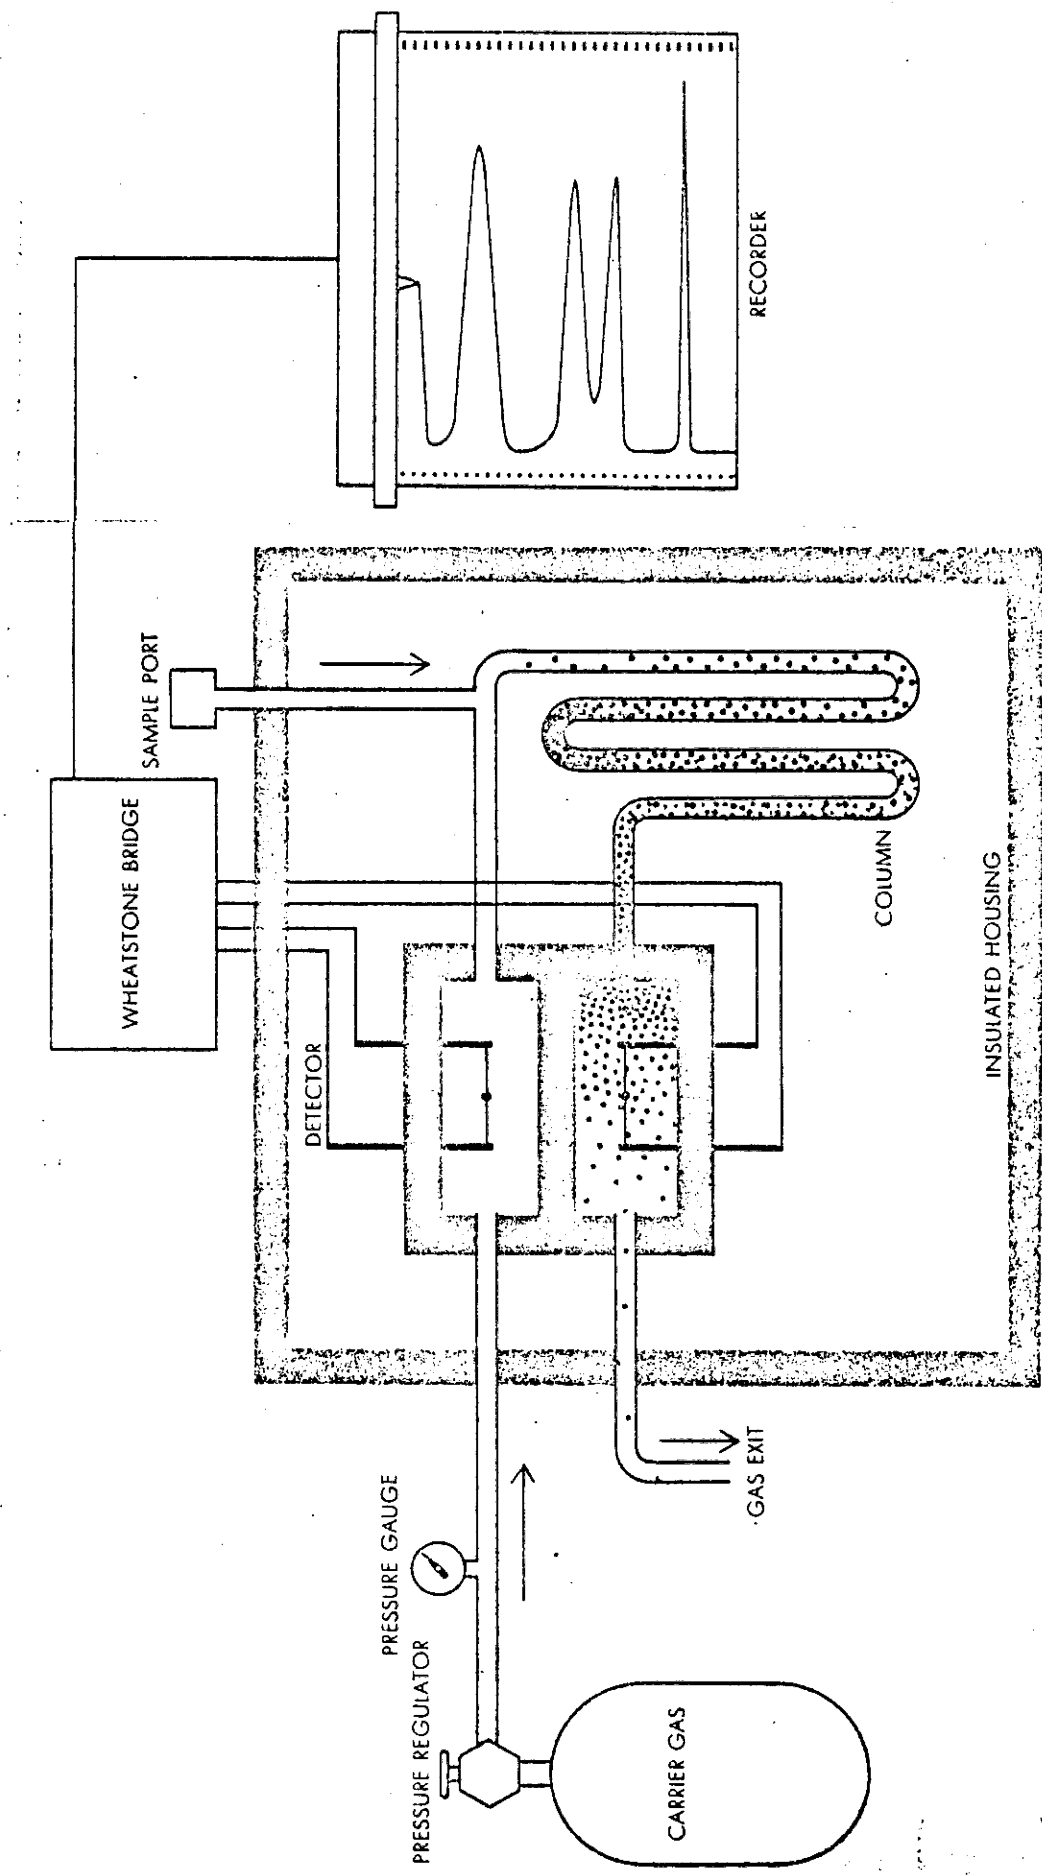 PRESSURE REGULATOR
PRESSURE GAUGE
CARRIER GAS
GAS EXIT
DETECTOR
WHEATSTONE BRIDGE
SAMPLE PORT
COLUMN
INSULATED HOUSING
RECORDER